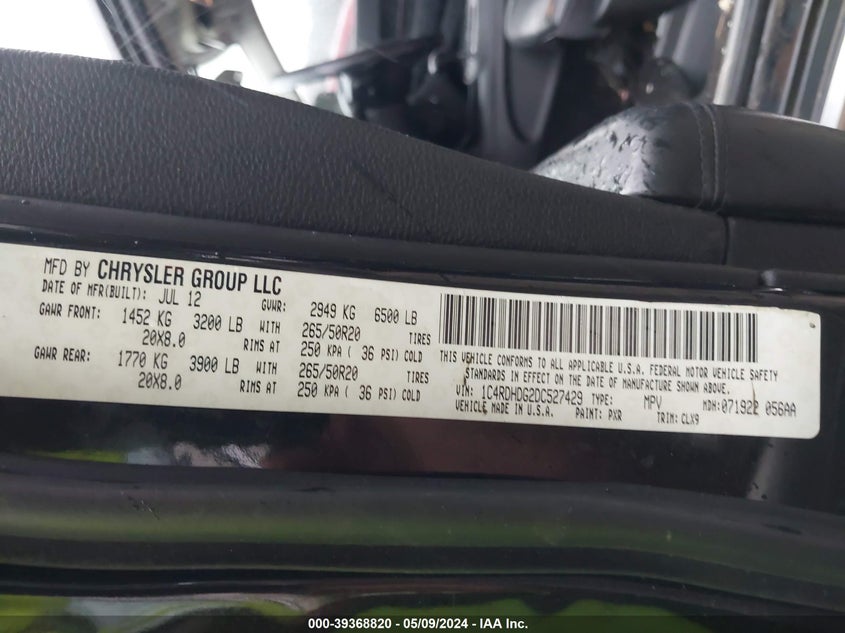 MFD BY CHRYSLER GROUP LLC
DATE OF MFR(BUILT): JUL 12 GVWR: 2949 KG 6500 LB
GAWR FRONT: 1452 KG 3200 LB WITH 265/50R20 TIRES
20X8.0 RIMS AT 250 KPA ( 36 PSI) COLD
GAWR REAR: 1770 KG 3900 LB WITH 265/50R20 TIRES
20X8.0 RIMS AT 250 KPA ( 36 PSI) COLD
THIS VEHICLE CONFORMS TO ALL APPLICABLE U.S.A. FEDERAL MOTOR VEHICLE SAFETY
STANDARDS IN EFFECT ON THE DATE OF MANUFACTURE SHOWN ABOVE.
VIN: 1C4RDHDG2DC527429 TYPE: MPV MDH: 071922 056AA
VEHICLE MADE IN U.S.A. PAINT: PXR TRIM: CLX9
000-39368820 / 05/09/2024 - IAA Inc.